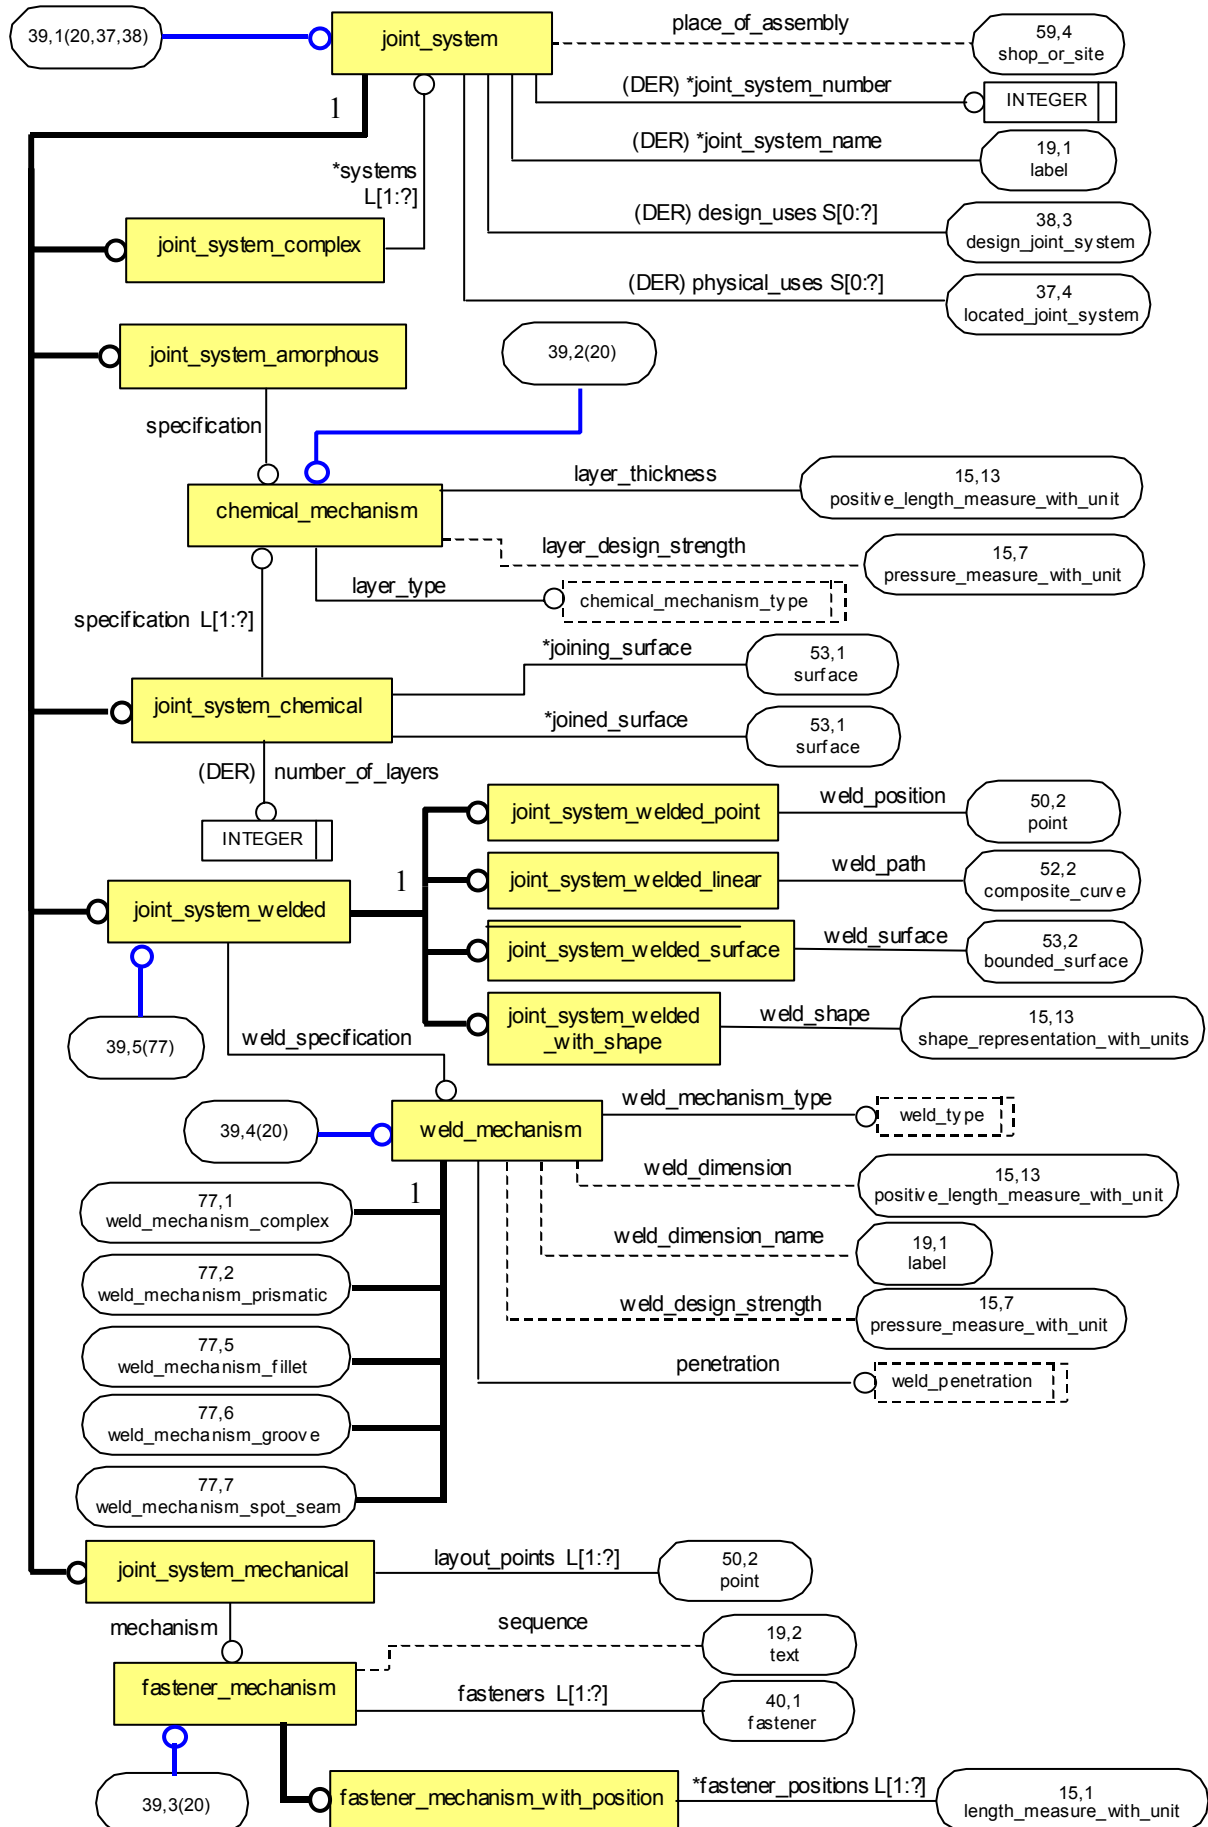 39,1(20,37,38)
joint_system
place_of_assembly
59,4
shop_or_site
1
(DER) *joint_system_number
INTEGER
(DER) *joint_system_name
19,1
label
*systems
L[1:?]
joint_system_complex
(DER) design_uses S[0:?]
38,3
design_joint_system
(DER) physical_uses S[0:?]
37,4
located_joint_system
joint_system_amorphous
39,2(20)
specification
chemical_mechanism
layer_thickness
15,13
positive_length_measure_with_unit
layer_design_strength
15,7
pressure_measure_with_unit
layer_type
chemical_mechanism_type
specification L[1:?]
*joining_surface
53,1
surface
joint_system_chemical
*joined_surface
53,1
surface
(DER) number_of_layers
INTEGER
joint_system_welded_point
weld_position
50,2
point
1
joint_system_welded_linear
weld_path
52,2
composite_curve
joint_system_welded
joint_system_welded_surface
weld_surface
53,2
bounded_surface
joint_system_welded
_with_shape
weld_shape
15,13
shape_representation_with_units
39,5(77)
weld_specification
39,4(20)
weld_mechanism
weld_mechanism_type
weld_type
1
weld_dimension
15,13
positive_length_measure_with_unit
77,1
weld_mechanism_complex
weld_dimension_name
19,1
label
77,2
weld_mechanism_prismatic
weld_design_strength
15,7
pressure_measure_with_unit
77,5
weld_mechanism_fillet
penetration
weld_penetration
77,6
weld_mechanism_groove
77,7
weld_mechanism_spot_seam
joint_system_mechanical
layout_points L[1:?]
50,2
point
mechanism
sequence
19,2
text
fastener_mechanism
fasteners L[1:?]
40,1
fastener
39,3(20)
fastener_mechanism_with_position
*fastener_positions L[1:?]
15,1
length_measure_with_unit